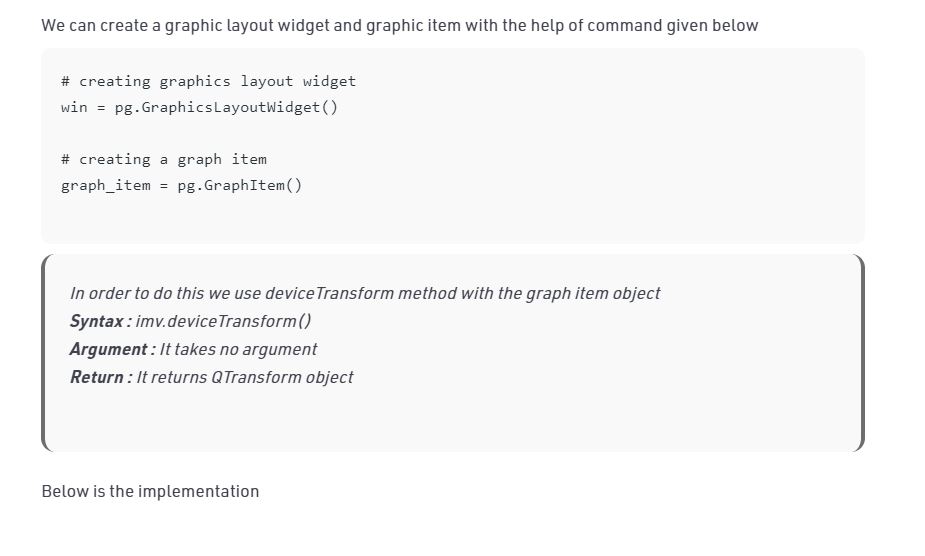 We can create a graphic layout widget and graphic item with the help of command given below
# creating graphics layout widget
win = pg.GraphicsLayoutWidget()
# creating a graph item
graph_item = pg.GraphItem()
In order to do this we use deviceTransform method with the graph item object
Syntax : imv.deviceTransform()
Argument : It takes no argument
Return : It returns QTransform object
Below is the implementation